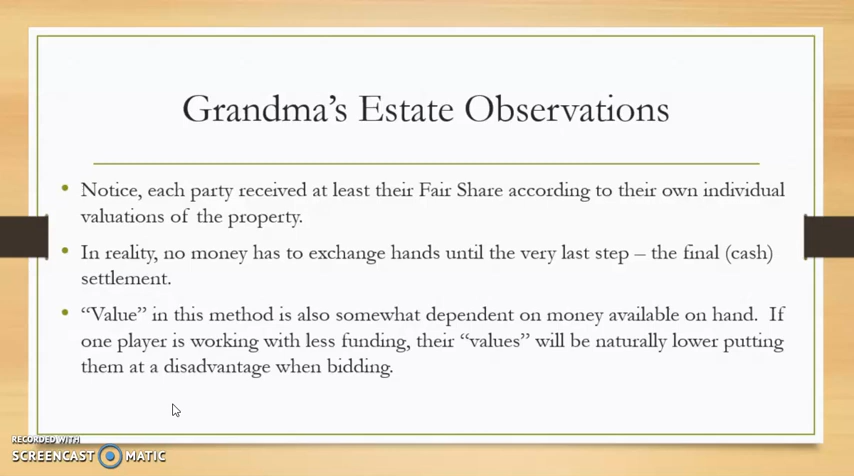 Grandma's Estate Observations
• Notice, each party received at least their Fair Share according to their own individual
valuations of the property.
• In reality, no money has to exchange hands until the very last step – the final (cash)
settlement.
• “Value” in this method is also somewhat dependent on money available on hand.  If
one player is working with less funding, their “values” will be naturally lower putting
them at a disadvantage when bidding.
RECORDED WITH
SCREENCAST MATIC